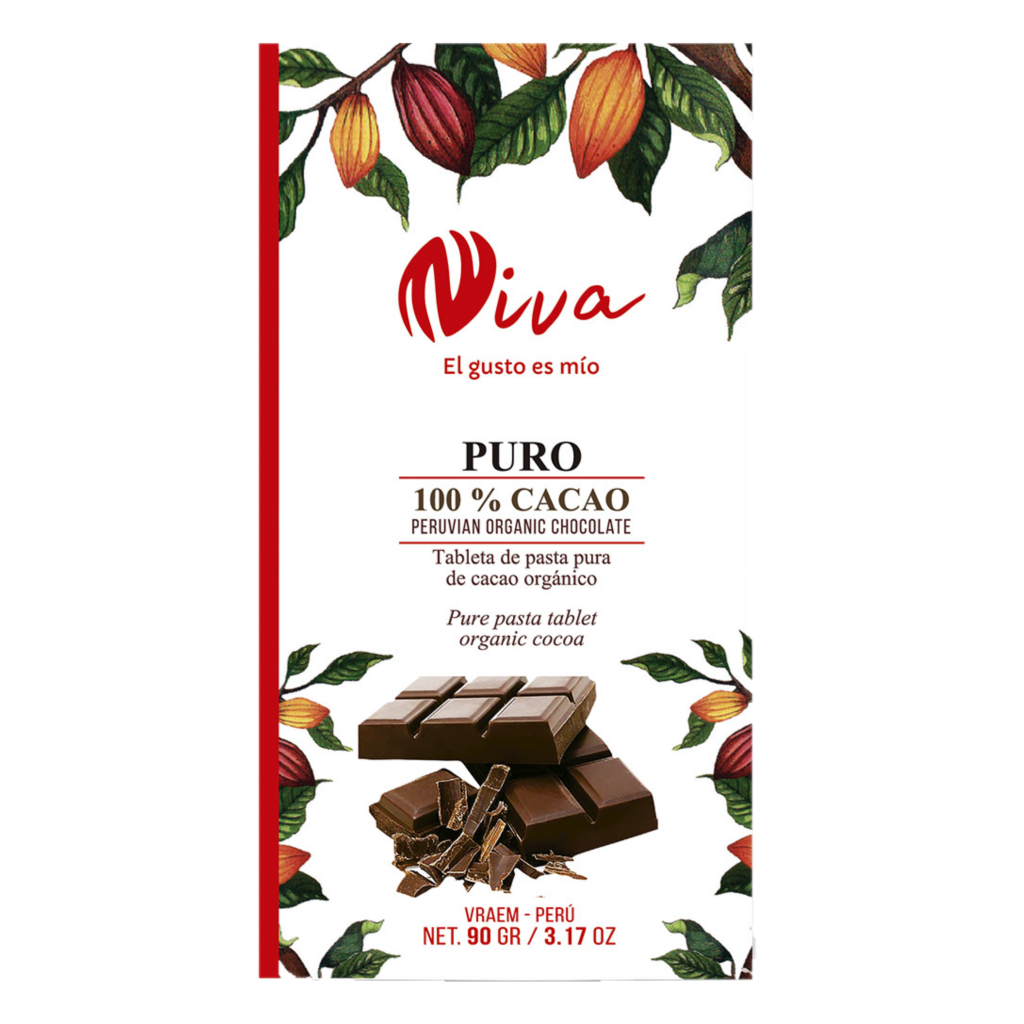 Niva
El gusto es mío
PURO
100 % CACAO
PERUVIAN ORGANIC CHOCOLATE
Tableta de pasta pura
de cacao orgánico
Pure pasta tablet
organic cocoa
VRAEM - PERÚ
NET. 90 GR / 3.17 OZ